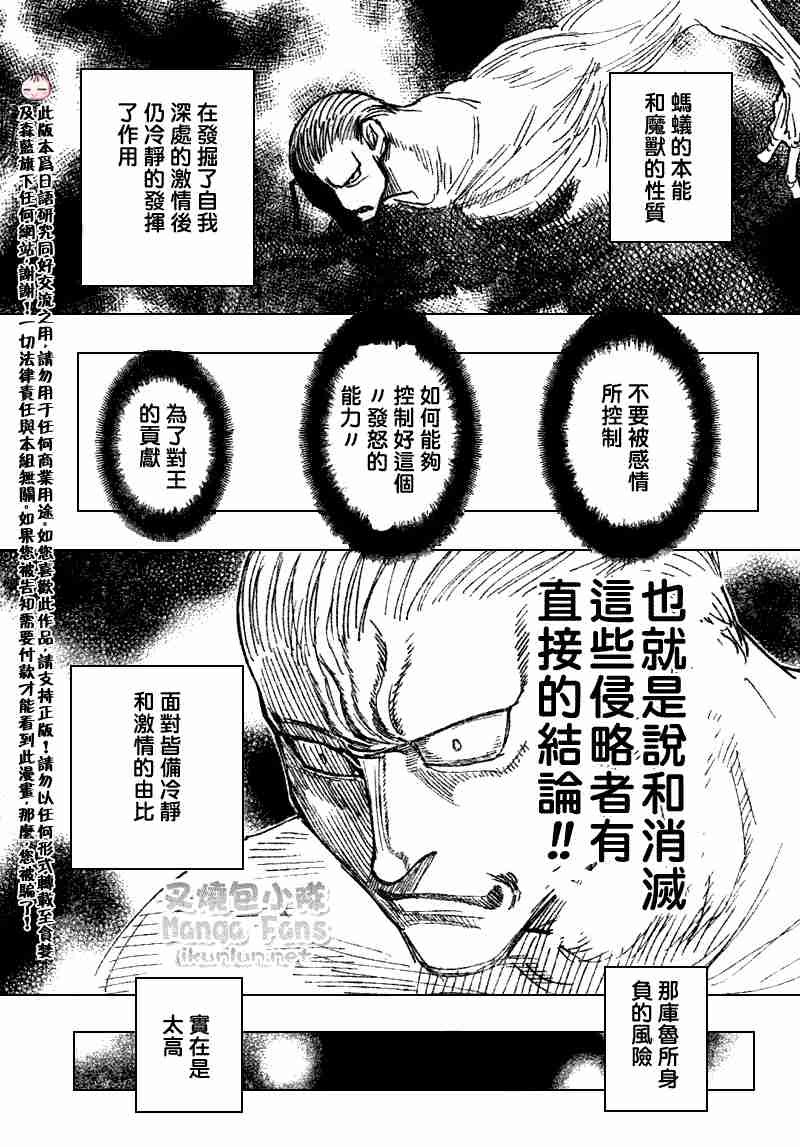 螞蟻的本能
和魔獸的性質
在發掘了自我
深處的激情後
仍冷靜的發揮
了作用
不要被感情
所控制
如何能夠
控制好這個
〃發怒的
能力〃
為了對王
的貢獻
也就是說和消滅
這些侵略者有
直接的結論!!
面對皆備冷靜
和激情的由比
那庫魯所身
負的風險
實在是
太高
此版本爲日語研究同好交流之用,請勿用于任何商業用途。如您喜歡此作品,請支持正版!請勿以任何形式轉載至貪婪
及森藍旗下任何網站,謝謝!一切法律責任與本組無關。如果您被告知需要付款才能看到此漫畫,那麼,您被騙了!
叉燒包小隊
Manga Fans
ikunlun.net